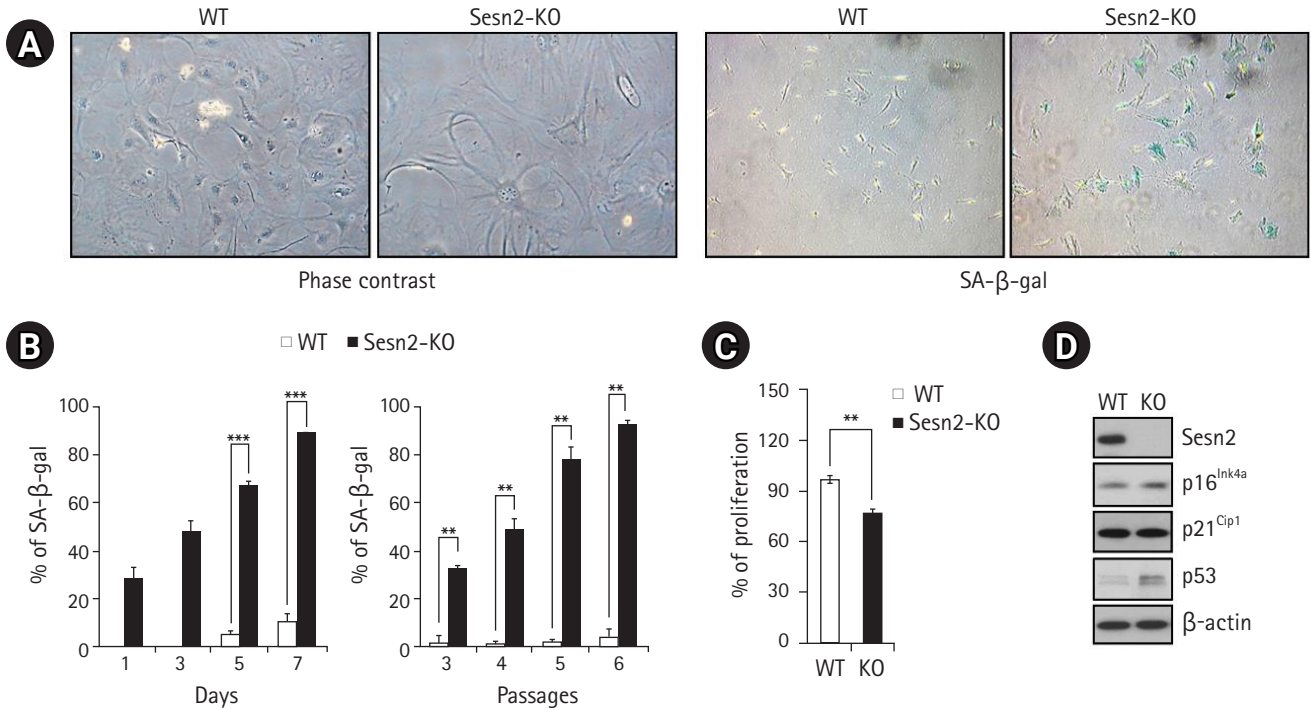 A
WT
Sesn2-KO
WT
Sesn2-KO
Phase contrast
SA-β-gal
B
WT
Sesn2-KO
% of SA-β-gal
100
80
60
40
20
0
***
***
1 3 5 7
Days
% of SA-β-gal
100
80
60
40
20
0
**
**
**
**
3 4 5 6
Passages
C
WT
Sesn2-KO
% of proliferation
150
120
90
60
30
0
**
WT KO
D
WT KO
Sesn2
p16Ink4a
p21Cip1
p53
β-actin